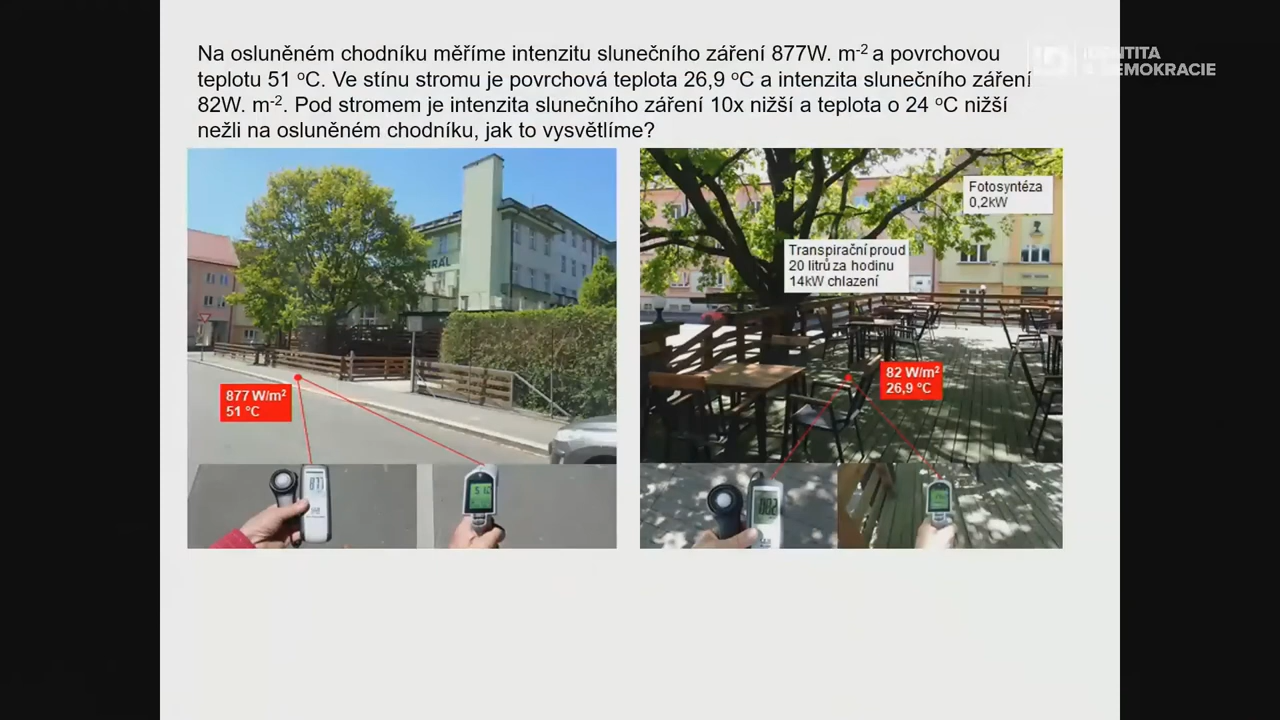 Na osluněném chodníku měříme intenzitu slunečního záření 877W. m-2 a povrchovou
teplotu 51 oC. Ve stínu stromu je povrchová teplota 26,9 oC a intenzita slunečního záření
82W. m-2. Pod stromem je intenzita slunečního záření 10x nižší a teplota o 24 oC nižší
nežli na osluněném chodníku, jak to vysvětlíme?
IDENTITA
DEMOKRACIE
Fotosyntéza
0,2kW
Transpirační proud
20 litrů za hodinu
14kW chlazení
877 W/m2
51 °C
82 W/m2
26,9 °C
877